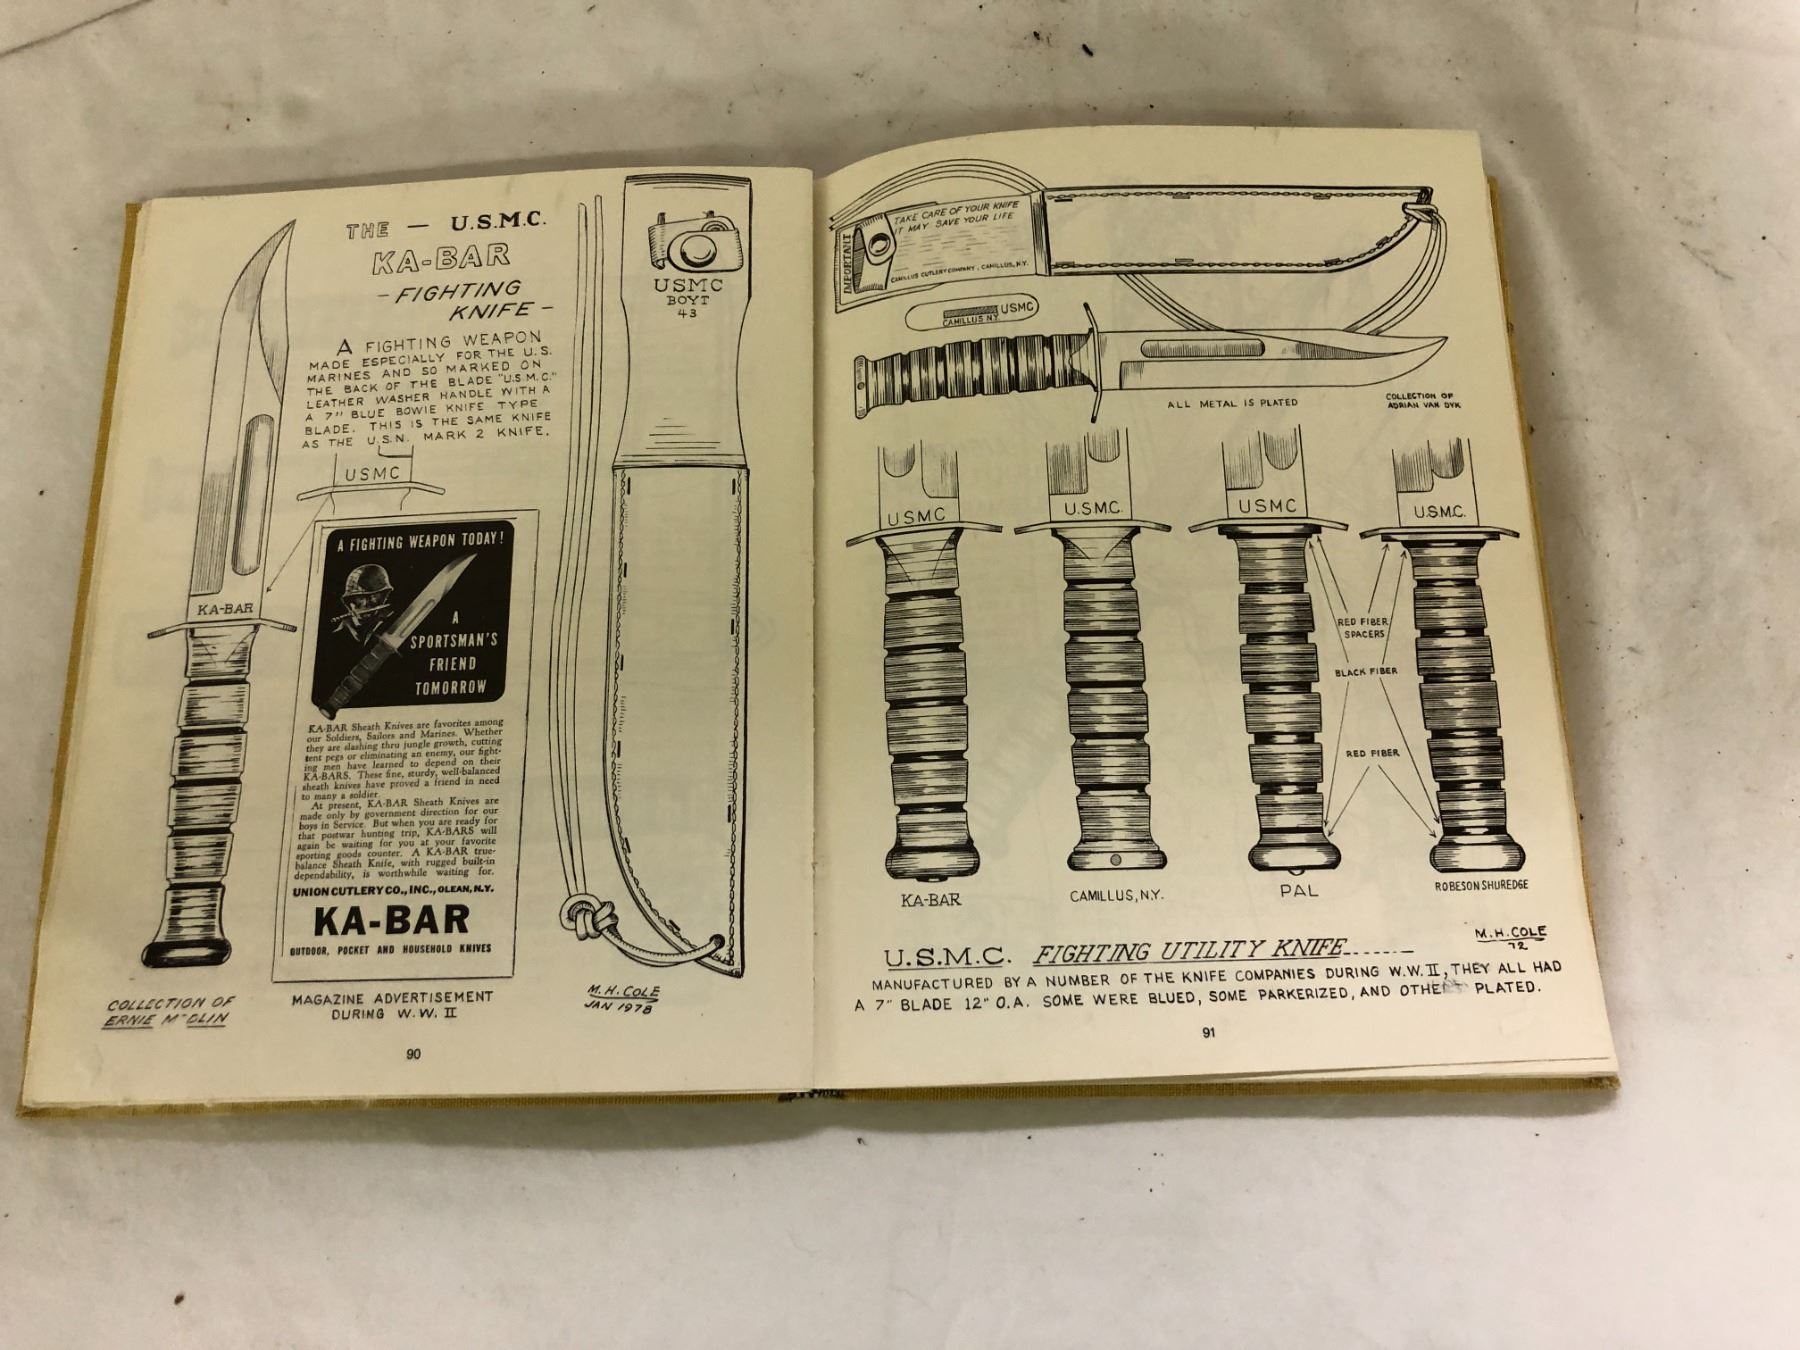 THE — U.S.M.C.
KA-BAR
- FIGHTING
KNIFE -
A FIGHTING WEAPON
MADE ESPECIALLY FOR THE U.S.
MARINES AND SO MARKED ON
THE BACK OF THE BLADE "U.S.M.C."
LEATHER WASHER HANDLE WITH A
A 7" BLUE BOWIE KNIFE TYPE
BLADE. THIS IS THE SAME KNIFE
AS THE U.S.N. MARK 2 KNIFE.
USMC
KA-BAR
A FIGHTING WEAPON TODAY!
A
SPORTSMAN'S
FRIEND
TOMORROW
KA-BAR Sheath Knives are favorites among
our Soldiers, Sailors and Marines. Whether
they are slashing thru jungle growth, cutting
tent pegs or eliminating an enemy, our fight-
ing men have learned to depend on their
KA-BARS. These fine, sturdy, well-balanced
sheath knives have proved a friend in need
to many a soldier.
At present, KA-BAR Sheath Knives are
made only by government direction for our
boys in Service. But when you are ready for
that postwar hunting trip, KA-BARS will
again be waiting for you at your favorite
sporting goods counter. A KA-BAR true-
balance Sheath Knife, with rugged built-in
dependability, is worthwhile waiting for.
UNION CUTLERY CO., INC., OLEAN, N.Y.
KA-BAR
OUTDOOR, POCKET AND HOUSEHOLD KNIVES
COLLECTION OF
ERNIE
MAGAZINE ADVERTISEMENT
DURING W.W. II
USMC
BOYT
43
M. H. COLE
JAN 1978
90
IMPORTANT
TAKE CARE OF YOUR KNIFE
IT MAY SAVE YOUR LIFE
CAMILLUS CUTLERY COMPANY, CAMILLUS, N.Y.
USMC
CAMILLUS N.Y.
ALL METAL IS PLATED
COLLECTION OF
ADRIAN VAN DYK
USMC
U.S.M.C.
USMC
U.S.M.C.
RED FIBER
SPACERS
BLACK FIBER
RED FIBER
KA-BAR
CAMILLUS, N.Y.
PAL
ROBESON SHUREDGE
M. H. COLE
72
U.S.M.C. FIGHTING UTILITY KNIFE......
MANUFACTURED BY A NUMBER OF THE KNIFE COMPANIES DURING W.W. II, THEY ALL HAD
A 7" BLADE 12" O.A. SOME WERE BLUED, SOME PARKERIZED, AND PLATED.
91